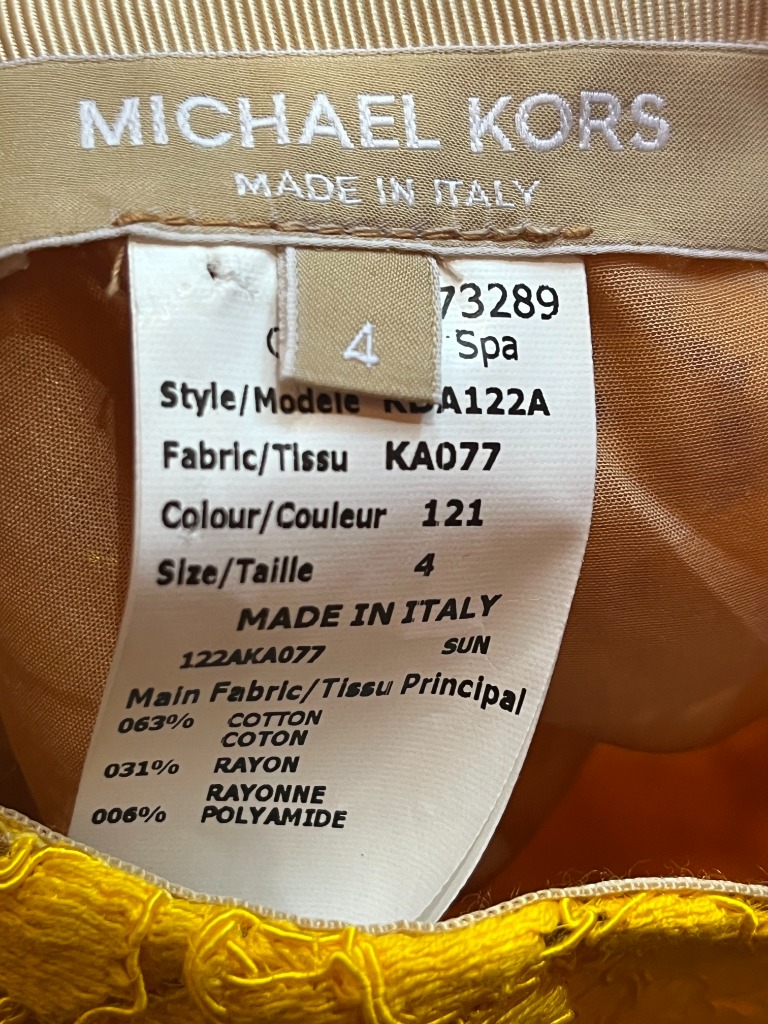 MICHAEL KORS
MADE IN ITALY
4
73289
Spa
Style/Modele A122A
Fabric/Tissu KA077
Colour/Couleur 121
Size/Taille 4
MADE IN ITALY
122AKA077 SUN
Main Fabric/Tissu Principal
063% COTTON
COTON
031% RAYON
RAYONNE
006% POLYAMIDE